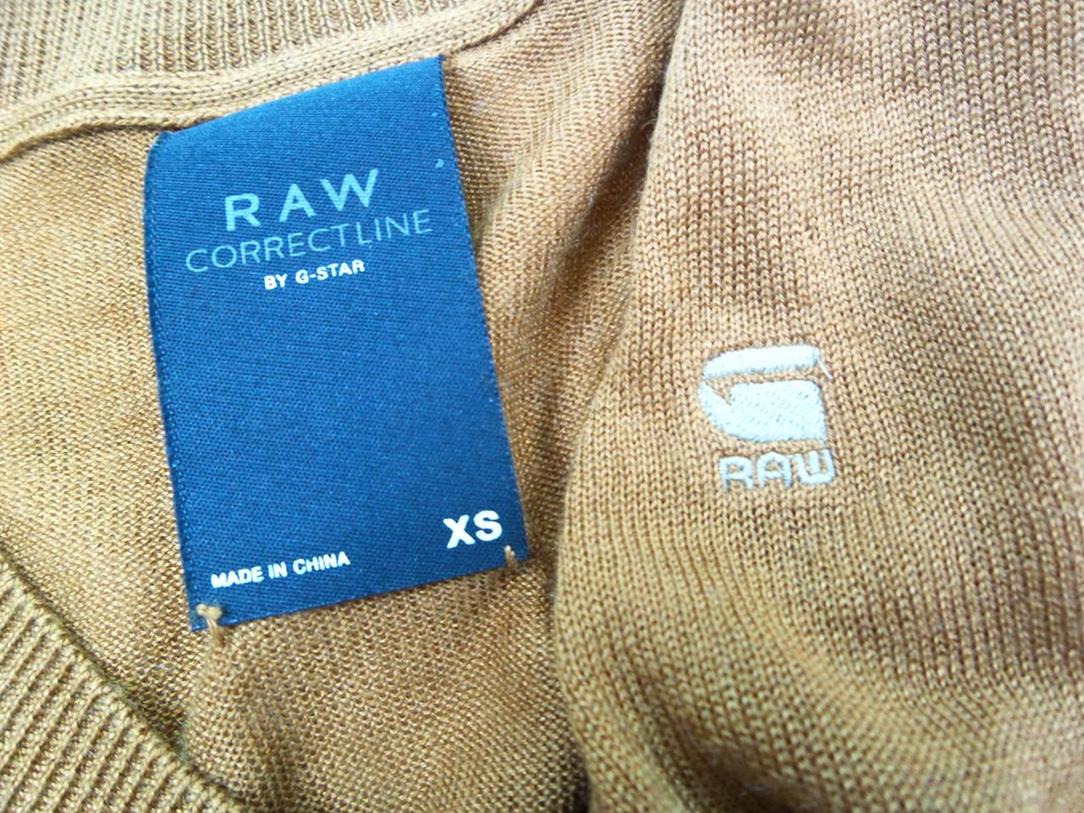 RAW
CORRECTLINE
BY G-STAR
XS
MADE IN CHINA
RAW